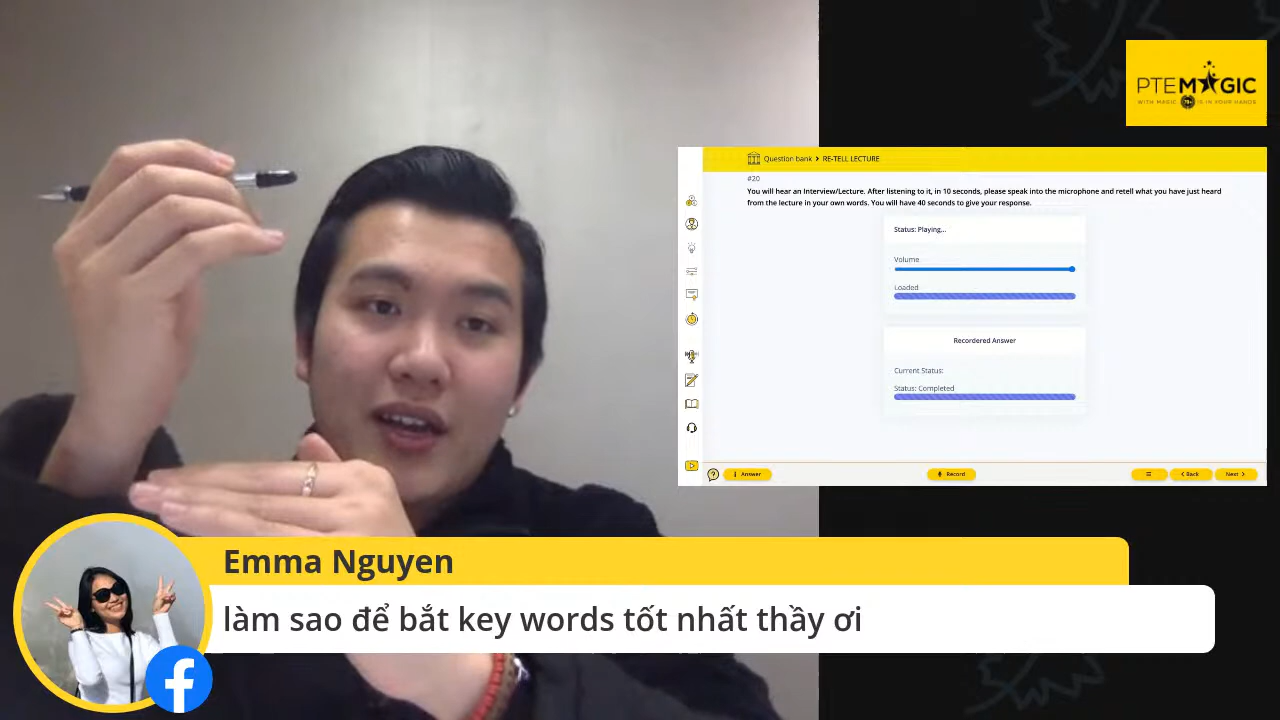 PTEMAGIC
WITH MAGIC 79+ IS IN YOUR HANDS
Question bank > RE-TELL LECTURE
#20
You will hear an Interview/Lecture. After listening to it, in 10 seconds, please speak into the microphone and retell what you have just heard
from the lecture in your own words. You will have 40 seconds to give your response.
Status: Playing...
Volume
Loaded
Recordered Answer
Current Status:
Status: Completed
Answer
Record
Back
Next
Emma Nguyen
làm sao để bắt key words tốt nhất thầy ơi